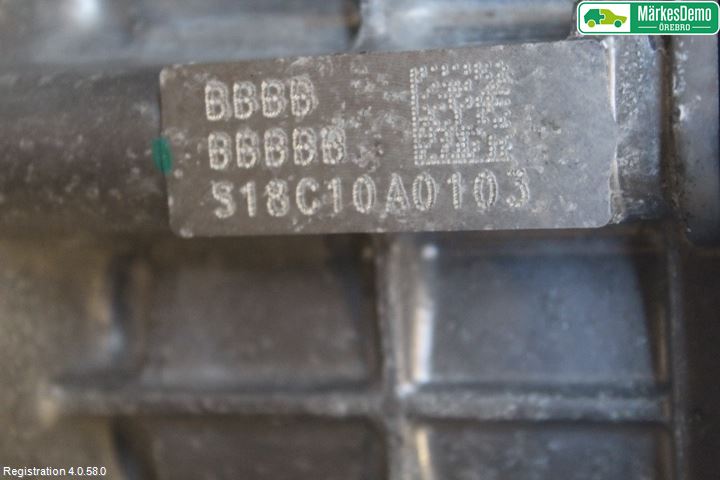 MärkesDemo
ÖREBRO
BBBB
BBBBB
S18C10A0103
Registration 4.0.58.0